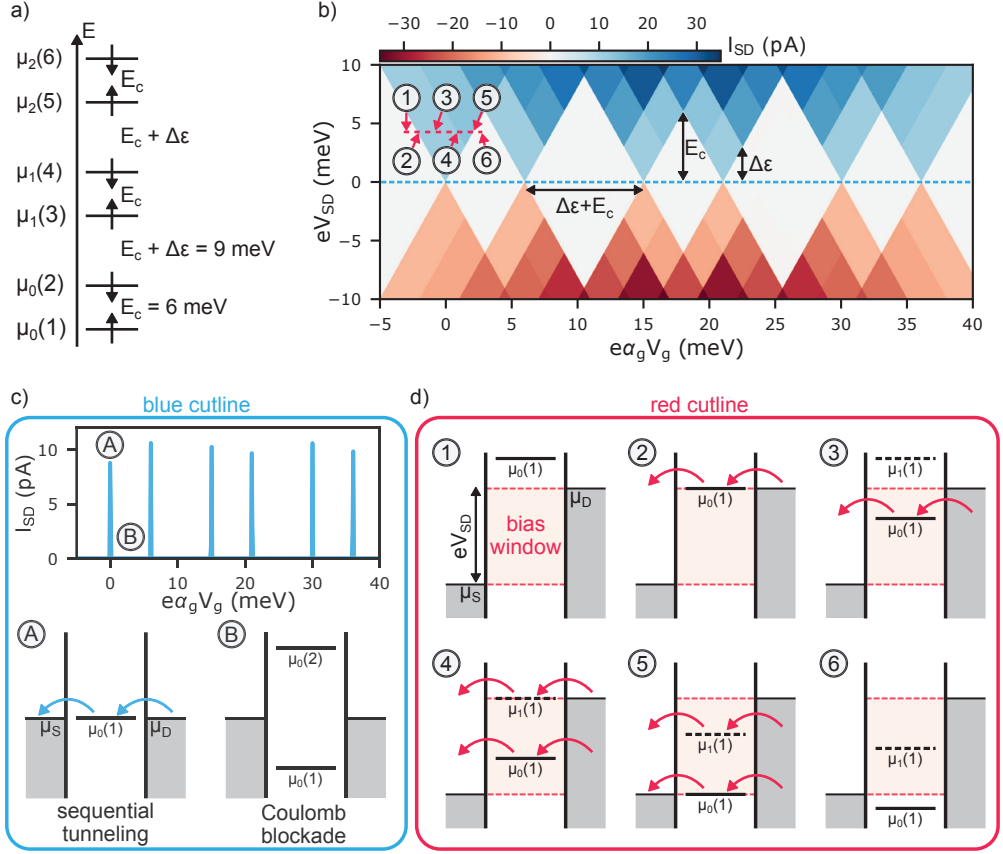 a)
E
μ₂(6)
E_c
μ₂(5)
E_c + Δε
μ₁(4)
E_c
μ₁(3)
E_c + Δε = 9 meV
μ₀(2)
E_c = 6 meV
μ₀(1)
b)
−30 −20 −10 0 10 20 30
I_SD (pA)
10
5
0
−5
−10
eV_SD (meV)
1 3 5
2 4 6
E_c
Δε
Δε+E_c
−5 0 5 10 15 20 25 30 35 40
eα_gV_g (meV)
c)
blue cutline
A
B
10
5
0
I_SD (pA)
0 10 20 30 40
eα_gV_g (meV)
A
μ_S μ₀(1) μ_D
sequential
tunneling
B
μ₀(2)
μ₀(1)
Coulomb
blockade
d)
red cutline
1
μ₀(1)
μ_D
eV_SD
bias
window
μ_S
2
μ₀(1)
3
μ₁(1)
μ₀(1)
4
μ₁(1)
μ₀(1)
5
μ₁(1)
μ₀(1)
6
μ₁(1)
μ₀(1)